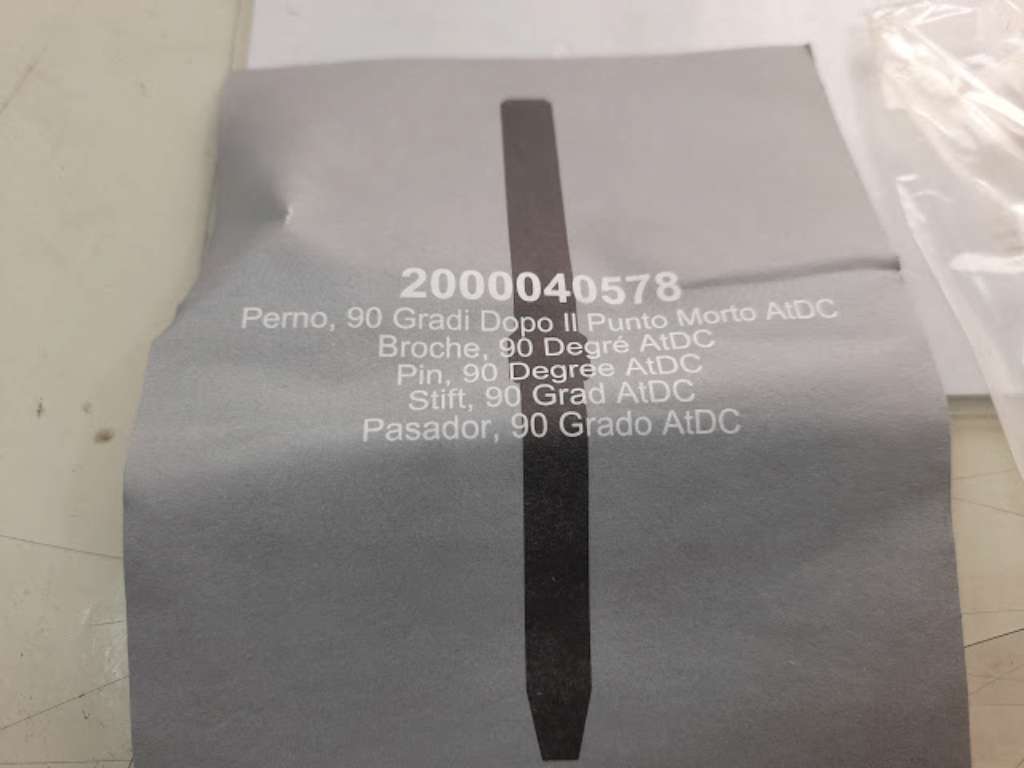 2000040578
Perno, 90 Gradi Dopo Il Punto Morto AtDC
Broche, 90 Degré AtDC
Pin, 90 Degree AtDC
Stift, 90 Grad AtDC
Pasador, 90 Grado AtDC